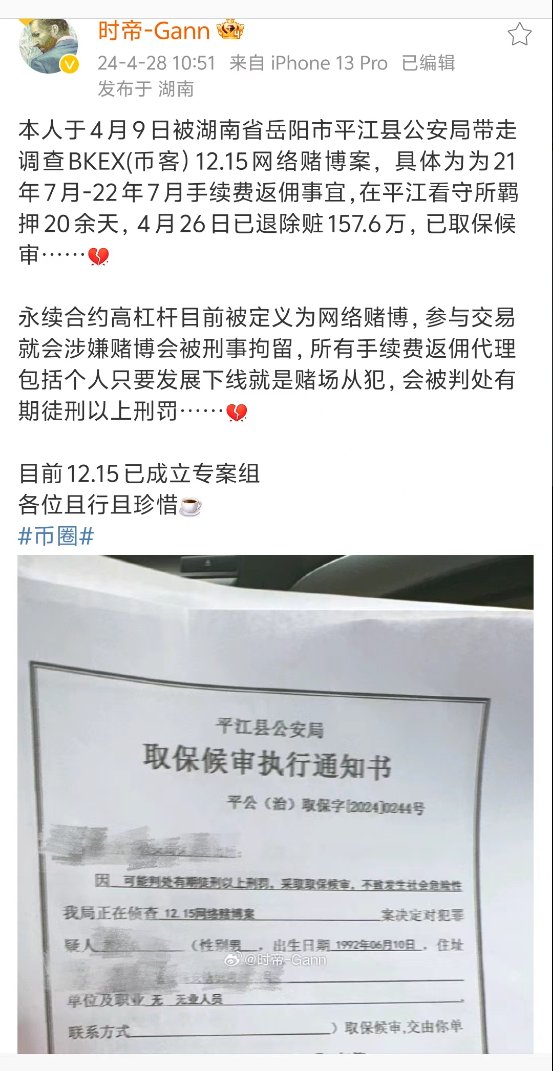 时帝-Gann
24-4-28 10:51 来自 iPhone 13 Pro 已编辑
发布于 湖南
本人于4月9日被湖南省岳阳市平江县公安局带走
调查BKEX(币客) 12.15网络赌博案，具体为为21
年7月-22年7月手续费返佣事宜,在平江看守所羁
押20余天，4月26日已退除赃157.6万，已取保候
审……💔
永续合约高杠杆目前被定义为网络赌博，参与交易
就会涉嫌赌博会被刑事拘留，所有手续费返佣代理
包括个人只要发展下线就是赌场从犯，会被判处有
期徒刑以上刑罚……💔
目前12.15已成立专案组
各位且行且珍惜☕
#币圈#
平江县公安局
取保候审执行通知书
平公（治）取保字[2024]0244号
因 可能判处有期徒刑以上刑罚，采取取保候审，不致发生社会危险性
我局正在侦查 12.15网络赌博案 案决定对犯罪
疑人 （性别男，出生日期 1992年06月10日，住址
@时帝-Gann
单位及职业 无 无业人员
联系方式 ）取保候审,交由你单